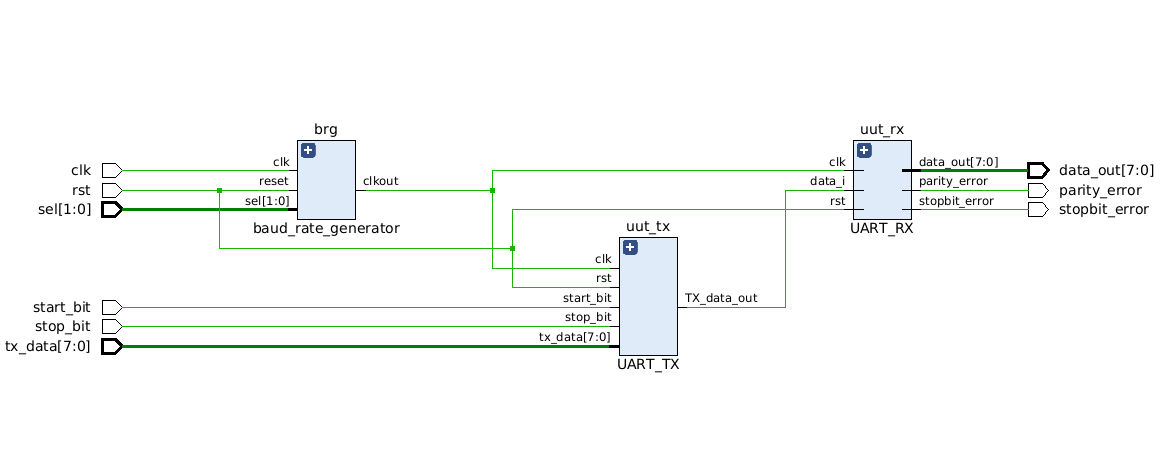 brg
uut_rx
clk
clk
clk
data_out[7:0]
data_out[7:0]
rst
reset
clkout
data_i
parity_error
parity_error
sel[1:0]
sel[1:0]
rst
stopbit_error
stopbit_error
baud_rate_generator
uut_tx
UART_RX
clk
rst
start_bit
start_bit
TX_data_out
stop_bit
stop_bit
tx_data[7:0]
tx_data[7:0]
UART_TX